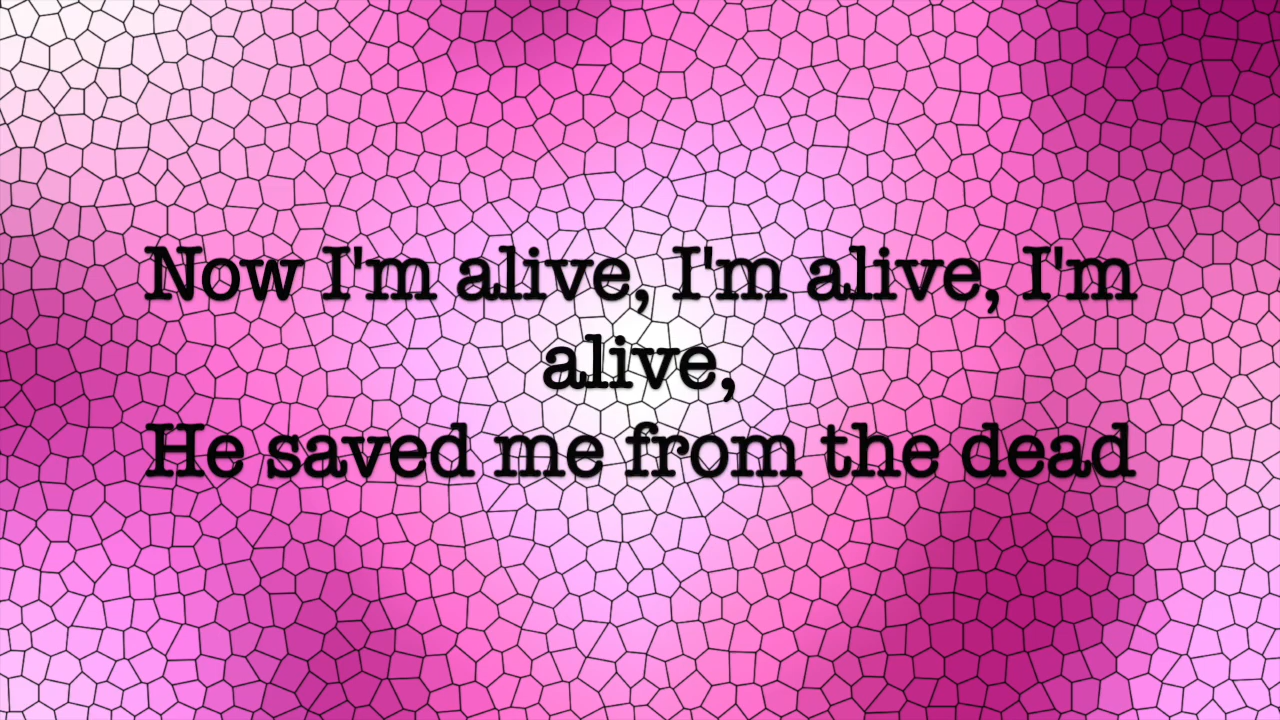 Now I'm alive, I'm alive, I'm
alive,
He saved me from the dead